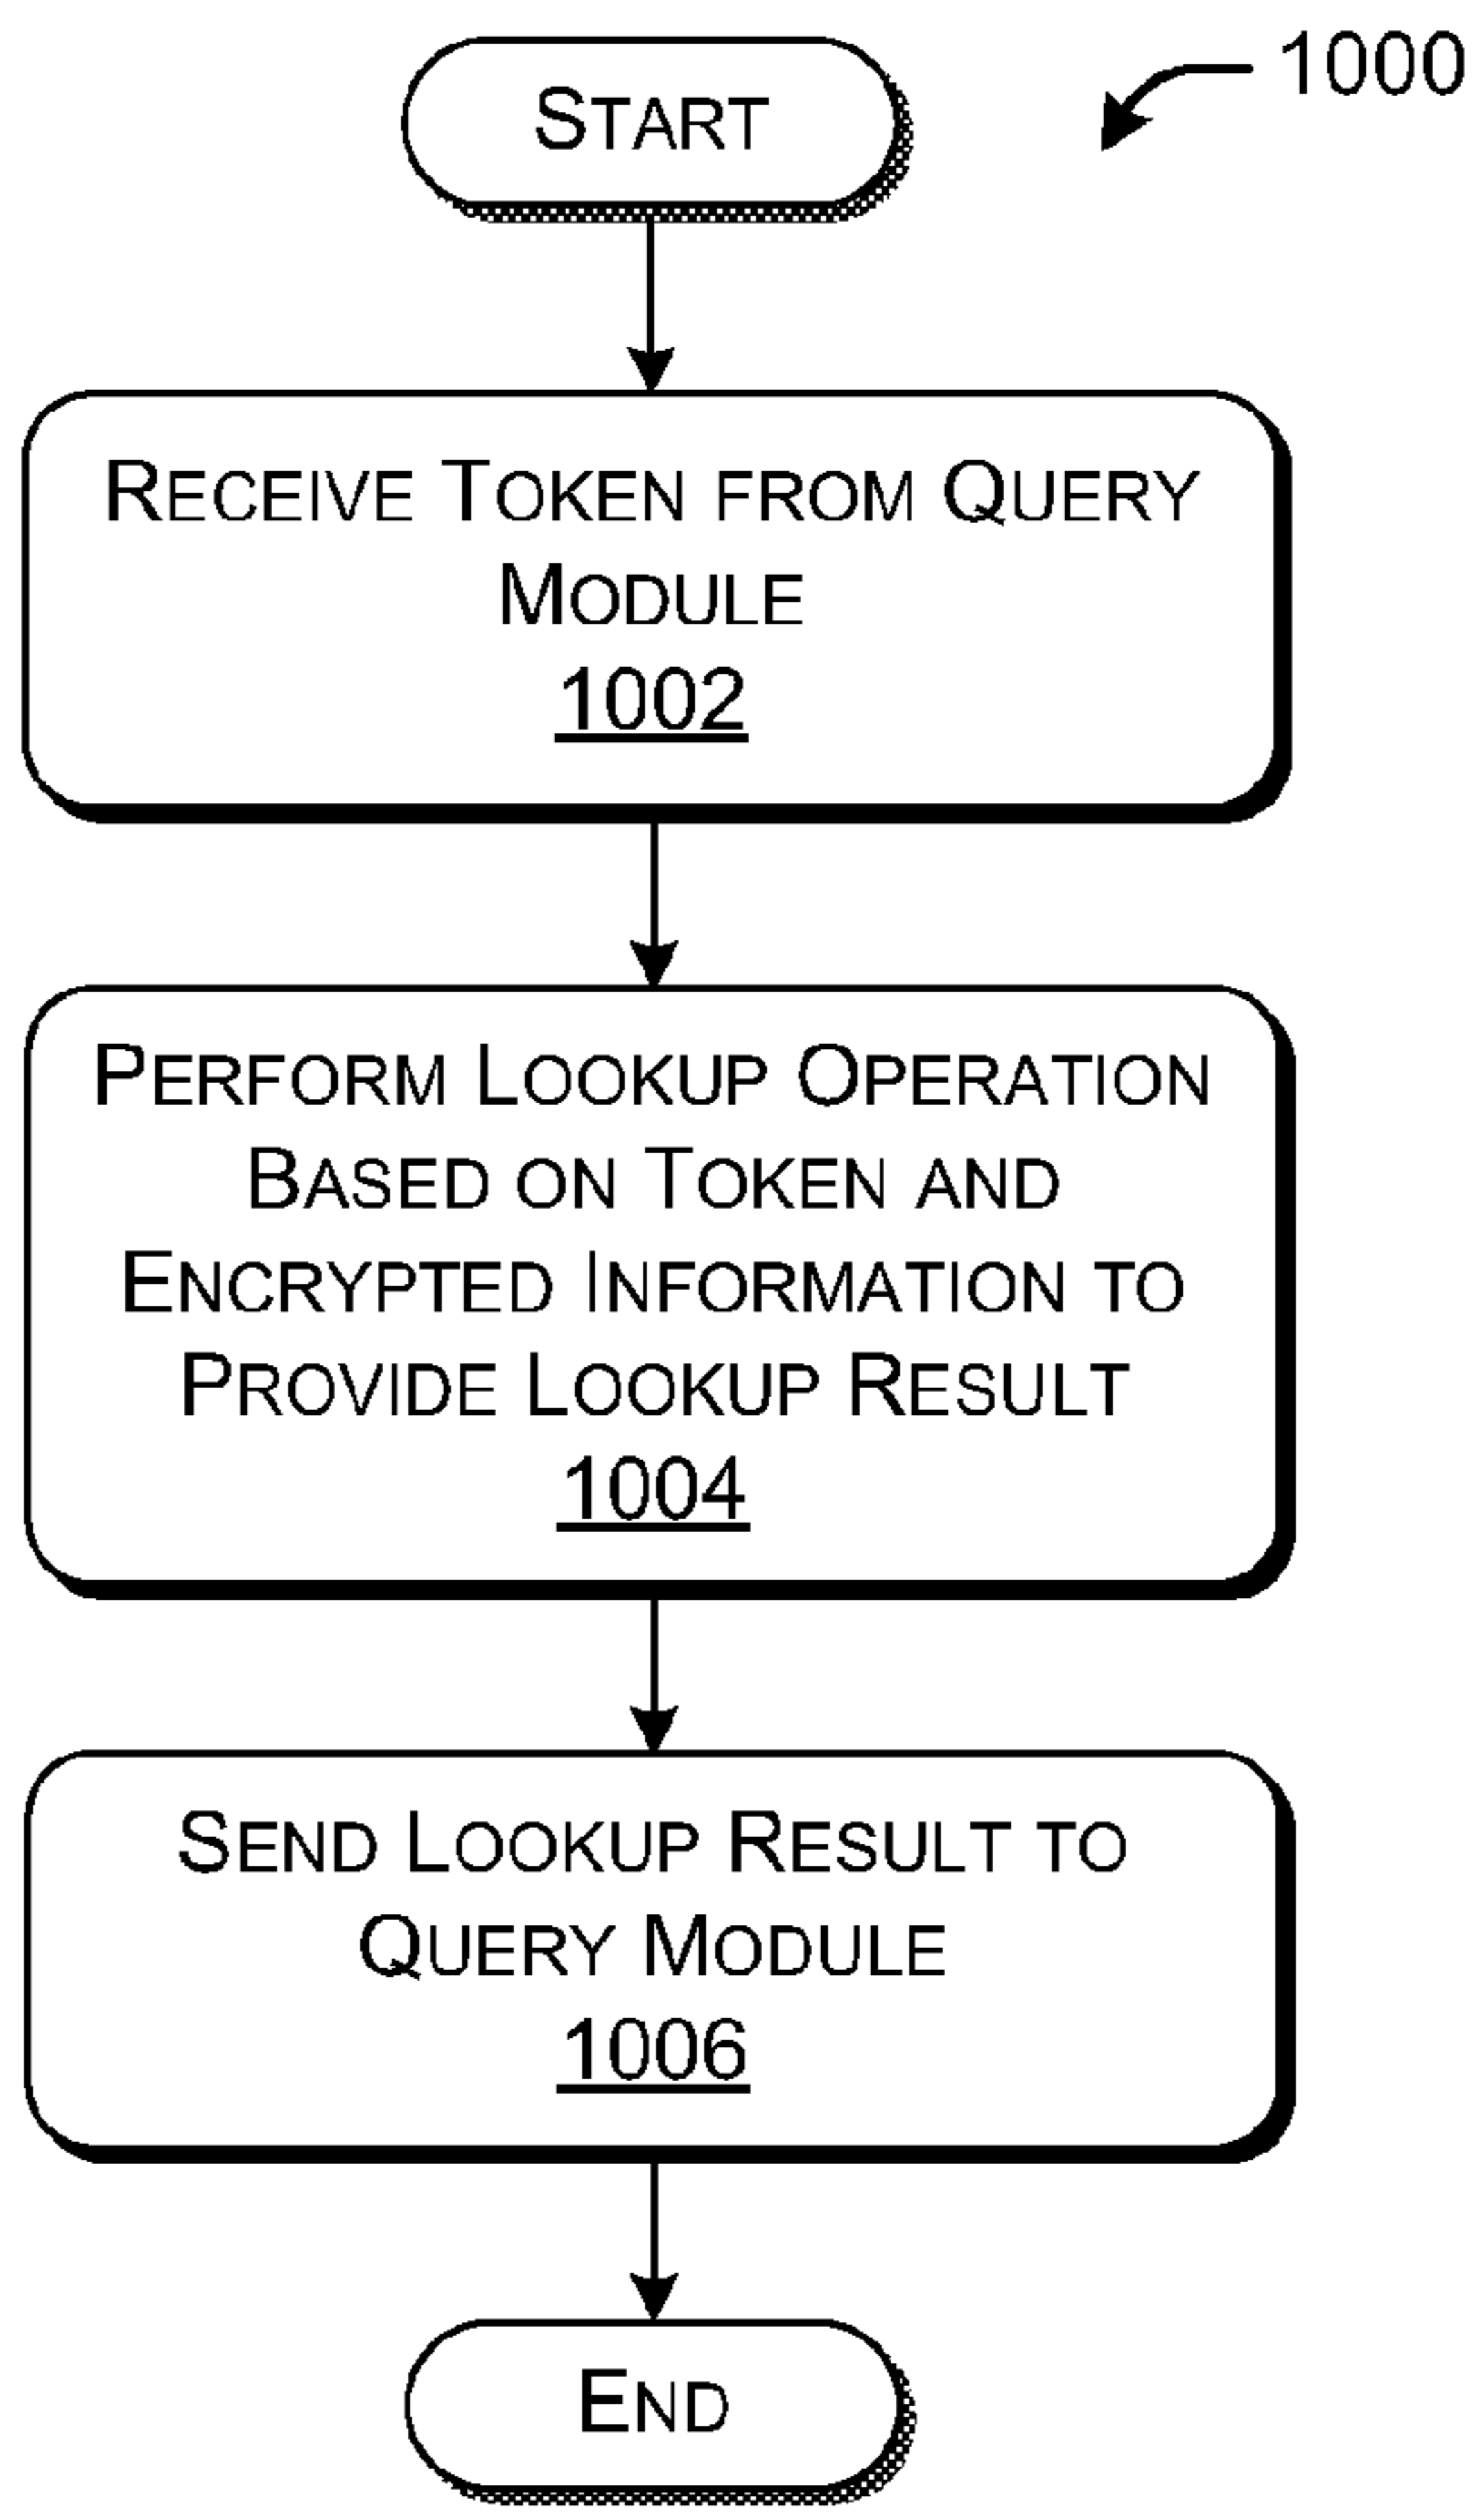 START
1000
RECEIVE TOKEN FROM QUERY
MODULE
1002
PERFORM LOOKUP OPERATION
BASED ON TOKEN AND
ENCRYPTED INFORMATION TO
PROVIDE LOOKUP RESULT
1004
SEND LOOKUP RESULT TO
QUERY MODULE
1006
END